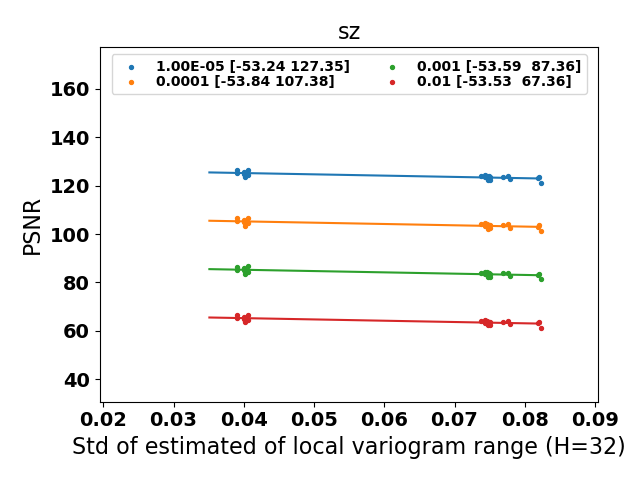 sz
1.00E-05 [-53.24 127.35]
0.0001 [-53.84 107.38]
0.001 [-53.59  87.36]
0.01 [-53.53  67.36]
PSNR
160
140
120
100
80
60
40
0.02 0.03 0.04 0.05 0.06 0.07 0.08 0.09
Std of estimated of local variogram range (H=32)